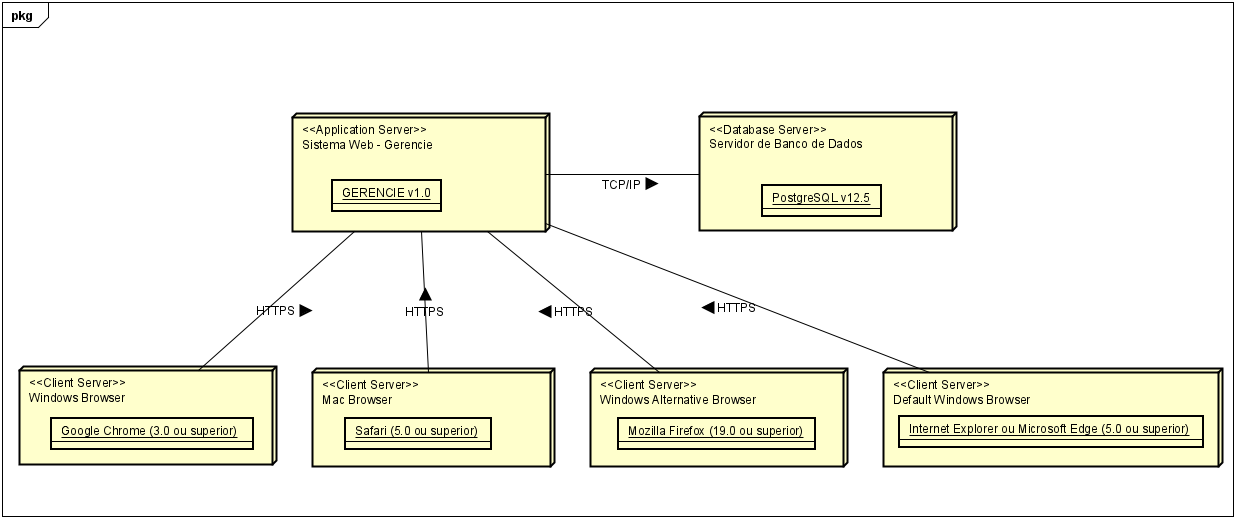 pkg
<<Application Server>>
Sistema Web - Gerencie
GERENCIE v1.0
<<Database Server>>
Servidor de Banco de Dados
PostgreSQL v12.5
TCP/IP
HTTPS
HTTPS
HTTPS
HTTPS
<<Client Server>>
Windows Browser
Google Chrome (3.0 ou superior)
<<Client Server>>
Mac Browser
Safari (5.0 ou superior)
<<Client Server>>
Windows Alternative Browser
Mozilla Firefox (19.0 ou superior)
<<Client Server>>
Default Windows Browser
Internet Explorer ou Microsoft Edge (5.0 ou superior)